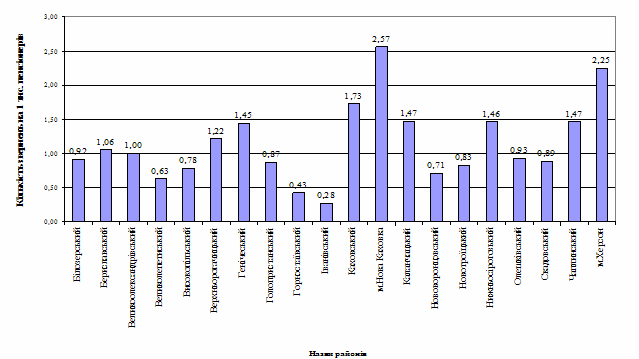 Кількість звернень на 1 тис. пенсіонерів
3,00
2,50
2,00
1,50
1,00
0,50
0,00
0,92
1,06
1,00
0,63
0,78
1,22
1,45
0,87
0,43
0,28
1,73
2,57
1,47
0,71
0,83
1,46
0,93
0,89
1,47
2,25
Білозерський
Бериславський
Великоолександрівський
Великолепетиський
Високопільський
Верхньорогачицький
Генічеський
Голопристанський
Горностаївський
Іванівський
Каховський
м.Нова Каховка
Каланчацький
Нововоронцовський
Новотроїцький
Нижньосірогозький
Олешківський
Скадовський
Чаплинський
м.Херсон
Назви районів